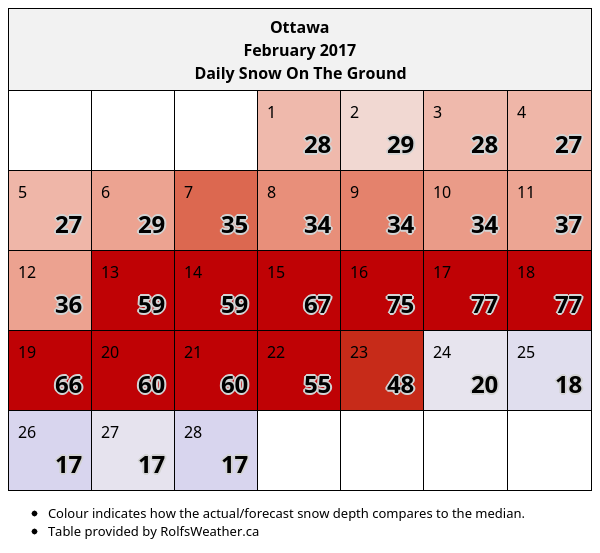 Ottawa
February 2017
Daily Snow On The Ground
1 2 3 4
28 29 28 27
5 6 7 8 9 10 11
27 29 35 34 34 34 37
12 13 14 15 16 17 18
36 59 59 67 75 77 77
19 20 21 22 23 24 25
66 60 60 55 48 20 18
26 27 28
17 17 17
• Colour indicates how the actual/forecast snow depth compares to the median.
• Table provided by RolfsWeather.ca